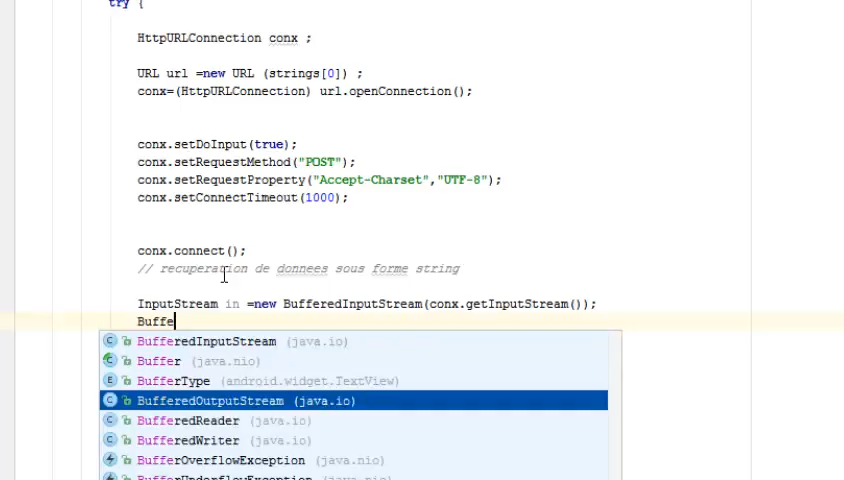 try {
HttpURLConnection conx ;
URL url =new URL (strings[0]) ;
conx=(HttpURLConnection) url.openConnection();
conx.setDoInput(true);
conx.setRequestMethod("POST");
conx.setRequestProperty("Accept-Charset","UTF-8");
conx.setConnectTimeout(1000);
conx.connect();
// recuperation de donnees sous forme string
InputStream in =new BufferedInputStream(conx.getInputStream());
Buffe
BufferedInputStream (java.io)
Buffer (java.nio)
BufferType (android.widget.TextView)
BufferedOutputStream (java.io)
BufferedReader (java.io)
BufferedWriter (java.io)
BufferOverflowException (java.nio)
BufferUnderflowException (java.nio)